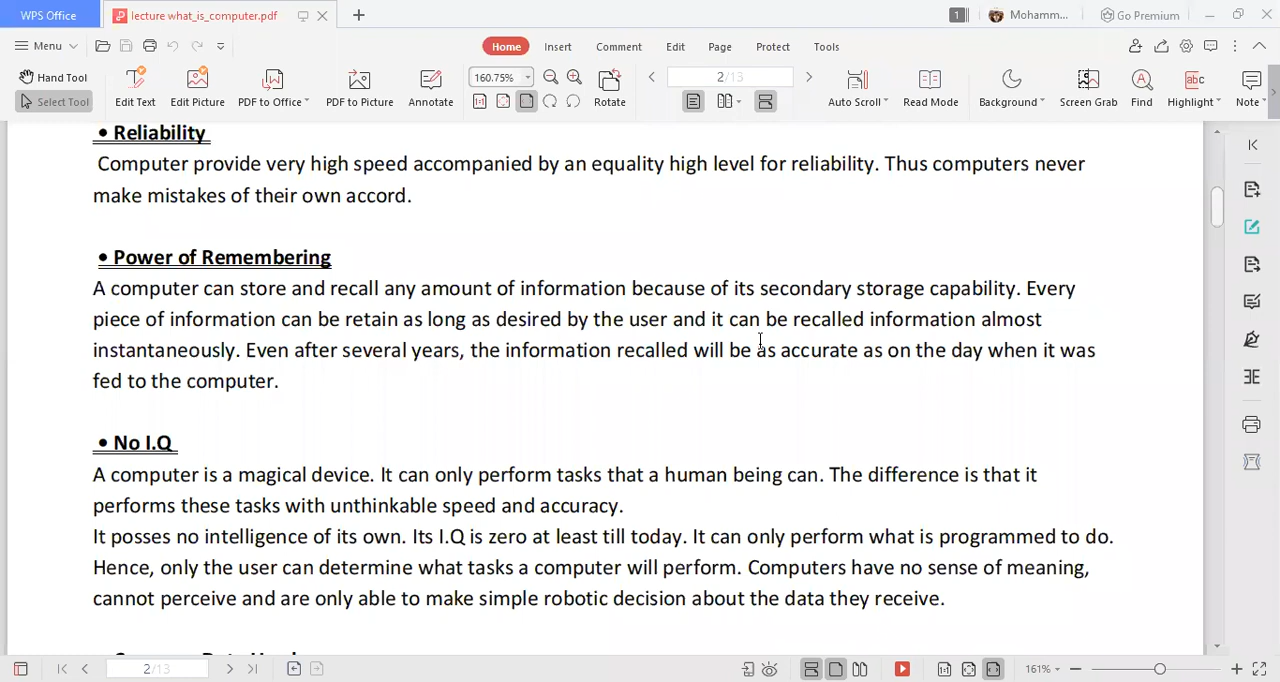 WPS Office
lecture what_is_computer.pdf
1
Mohamm...
Go Premium
Menu
Home
Insert
Comment
Edit
Page
Protect
Tools
Hand Tool
Select Tool
Edit Text
Edit Picture
PDF to Office
PDF to Picture
Annotate
160.75%
Rotate
2/13
Auto Scroll
Read Mode
Background
Screen Grab
Find
Highlight
Note
• Reliability
Computer provide very high speed accompanied by an equality high level for reliability. Thus computers never
make mistakes of their own accord.
• Power of Remembering
A computer can store and recall any amount of information because of its secondary storage capability. Every
piece of information can be retain as long as desired by the user and it can be recalled information almost
instantaneously. Even after several years, the information recalled will be as accurate as on the day when it was
fed to the computer.
• No I.Q
A computer is a magical device. It can only perform tasks that a human being can. The difference is that it
performs these tasks with unthinkable speed and accuracy.
It posses no intelligence of its own. Its I.Q is zero at least till today. It can only perform what is programmed to do.
Hence, only the user can determine what tasks a computer will perform. Computers have no sense of meaning,
cannot perceive and are only able to make simple robotic decision about the data they receive.
2/13
161%